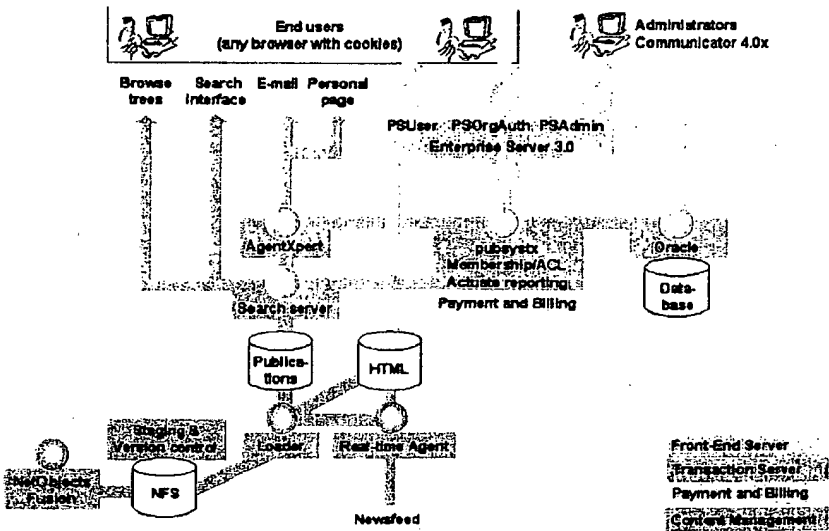 End users
(any browser with cookies)
Administrators
Communicator 4.0x
Browse
trees
Search
interface
E-mail
Personal
page
PSUser PSOrgAuth PSAdmin
Enterprise Server 3.0
AgentXpert
pubsystx
Membership/ACL
Actuate reporting
Payment and Billing
Oracle
Data-
base
Search server
Publica-
tions
HTML
Staging &
Version control
Loader
Real-time Agent
NetObjects
Fusion
NFS
Newsfeed
Front-End Server
Transaction Server
Payment and Billing
Content Management